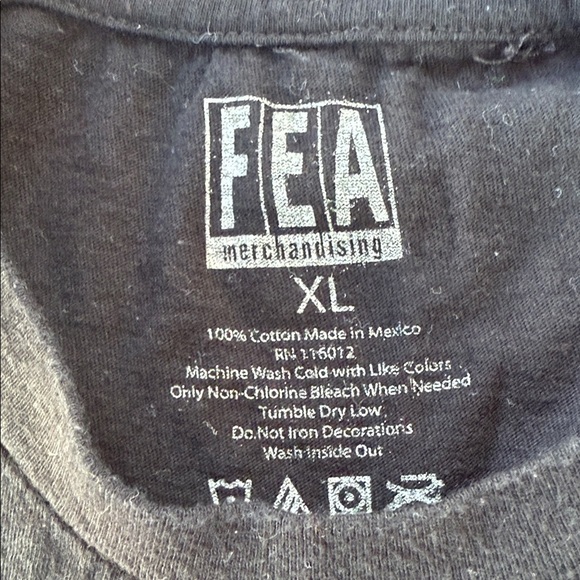 FEA
merchandising
XL
100% Cotton Made in Mexico
RN 116012
Machine Wash Cold with Like Colors
Only Non-Chlorine Bleach When Needed
Tumble Dry Low
Do Not Iron Decorations
Wash Inside Out